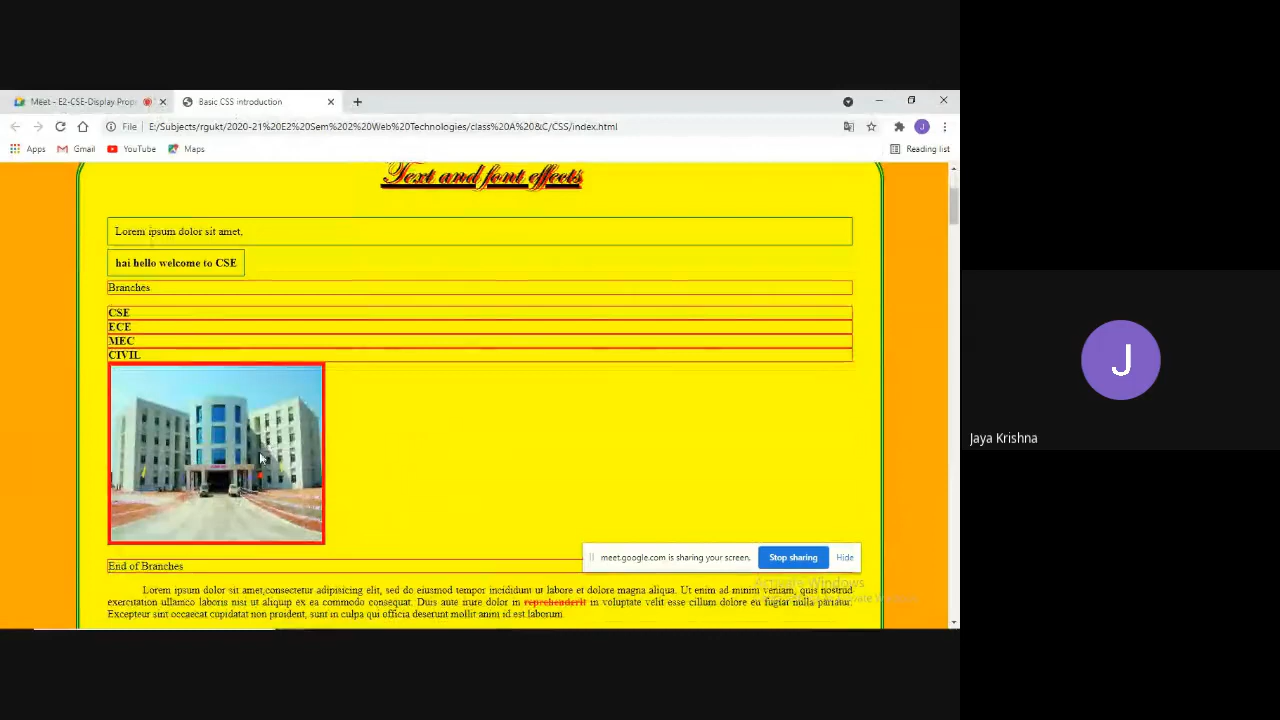 Meet - E2-CSE-Display Prop
Basic CSS introduction
File
E:/Subjects/rgukt/2020-21%20E2%20Sem%202%20Web%20Technologies/class%20A%20&C/CSS/index.html
J
Apps
Gmail
YouTube
Maps
Reading list
Text and font effects
Lorem ipsum dolor sit amet,
hai hello welcome to CSE
Branches
CSE
ECE
MEC
CIVIL
meet.google.com is sharing your screen.
Stop sharing
Hide
End of Branches
Activate Windows
Lorem ipsum dolor sit amet,consectetur adipisicing elit, sed do eiusmod tempor incididunt ut labore et dolore magna aliqua. Ut enim ad minim veniam, quis nostrud
exercitation ullamco laboris nisi ut aliquip ex ea commodo consequat. Duis aute irure dolor in reprehenderit in voluptate velit esse cillum dolore eu fugiat nulla pariatur.
Excepteur sint occaecat cupidatat non proident, sunt in culpa qui officia deserunt mollit anim id est laborum
J
Jaya Krishna